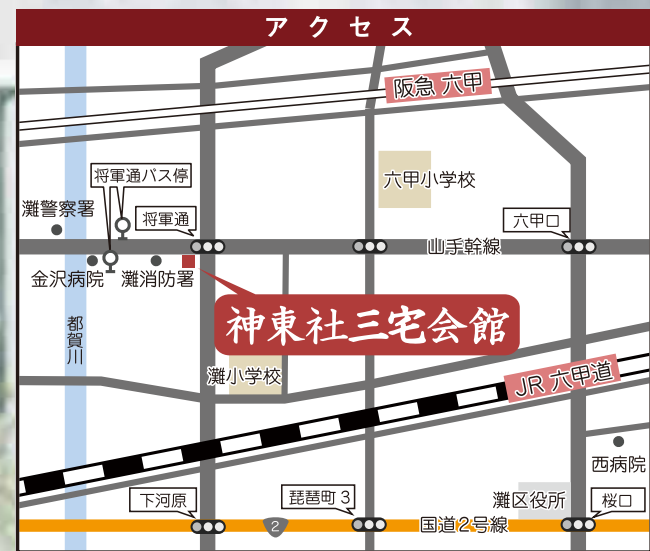 アクセス
阪急 六甲
将軍通バス停
六甲小学校
灘警察署
将軍通
六甲口
山手幹線
金沢病院
灘消防署
神東社三宅会館
都賀川
灘小学校
JR 六甲道
西病院
下河原
琵琶町3
灘区役所
桜口
2
国道2号線